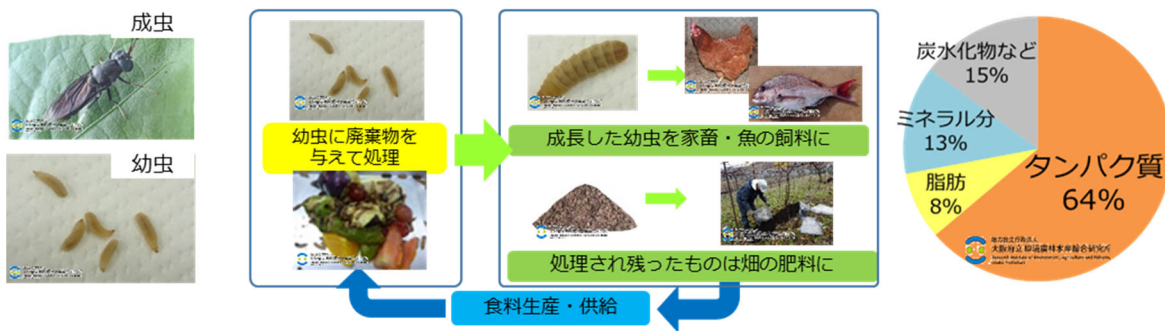 成虫
幼虫
幼虫に廃棄物を
与えて処理
成長した幼虫を家畜・魚の飼料に
処理され残ったものは畑の肥料に
食料生産・供給
炭水化物など
15%
ミネラル分
13%
脂肪
8%
タンパク質
64%
地方独立行政法人
大阪府立 環境農林水産総合研究所